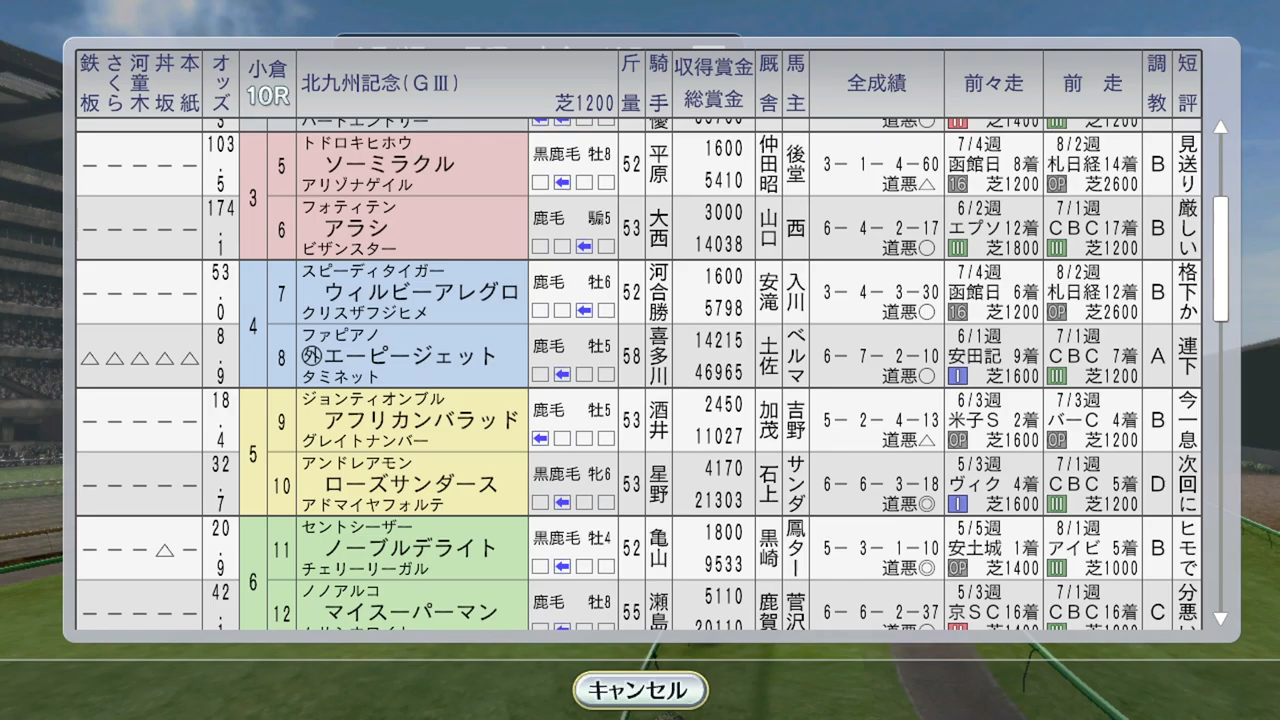 鉄板 さくら 河童木 丼坂 本紙 オッズ 小倉10R 北九州記念(GⅢ) 芝1200 斤量 騎手 収得賞金 総賞金 厩舎 馬主 全成績 前々走 前走 調教 短評
道悪○ 芝1400 芝1200
－ － － － － 103.5 3 5 トドロキヒホウ 黒鹿毛 牡8 52 平原 1600 仲田昭 後堂 3－ 1－ 4－60 7/4週 8/2週 B 見送り
ソーミラクル 函館日 8着 札日経14着
アリゾナゲイル 5410 道悪△ 16 芝1200 OP 芝2600
－ － － － － 174.1 6 フォティテン 鹿毛 騸5 53 大西 3000 山口 西 6－ 4－ 2－17 6/2週 7/1週 B 厳しい
アラシ エプソ12着 CBC17着
ビザンスター 14038 道悪○ Ⅲ 芝1800 Ⅲ 芝1200
－ － － － － 53.0 4 7 スピーディタイガー 鹿毛 牡6 52 河合勝 1600 安滝 入川 3－ 4－ 3－30 7/4週 8/2週 B 格下か
ウィルビーアレグロ 函館日 6着 札日経12着
クリスザフジヒメ 5798 道悪○ 16 芝1200 OP 芝2600
△ △ △ △ △ 8.9 8 ファピアノ 鹿毛 牡5 58 喜多川 14215 土佐 ベルマ 6－ 7－ 2－10 6/1週 7/1週 A 連下
外エーピージェット 安田記 9着 CBC 7着
タミネット 46965 道悪○ Ⅰ 芝1600 Ⅲ 芝1200
－ － － － － 18.4 5 9 ジョンティオンブル 鹿毛 牡5 53 酒井 2450 加茂 吉野 5－ 2－ 4－13 6/3週 7/3週 B 今一息
アフリカンバラッド 米子S 2着 バーC 4着
グレイトナンバー 11027 道悪△ OP 芝1600 OP 芝1200
－ － － － － 32.7 10 アンドレアモン 黒鹿毛 牝6 53 星野 4170 石上 サンダ 6－ 6－ 3－18 5/3週 7/1週 D 次回に
ローズサンダース ヴィク 4着 CBC 5着
アドマイヤフォルテ 21303 道悪◎ Ⅰ 芝1600 Ⅲ 芝1200
－ － － △ － 20.9 6 11 セントシーザー 黒鹿毛 牡4 52 亀山 1800 黒崎 鳳ター 5－ 3－ 1－10 5/5週 8/1週 B ヒモで
ノーブルデライト 安土城 1着 アイビ 5着
チェリーリーガル 9533 道悪◎ OP 芝1400 Ⅲ 芝1000
－ － － － － 42 12 ノノアルコ 鹿毛 牡8 55 瀬島 5110 鹿賀 菅沢 6－ 6－ 2－37 5/3週 7/1週 C 分悪い
マイスーパーマン 京SC16着 CBC16着
キャンセル